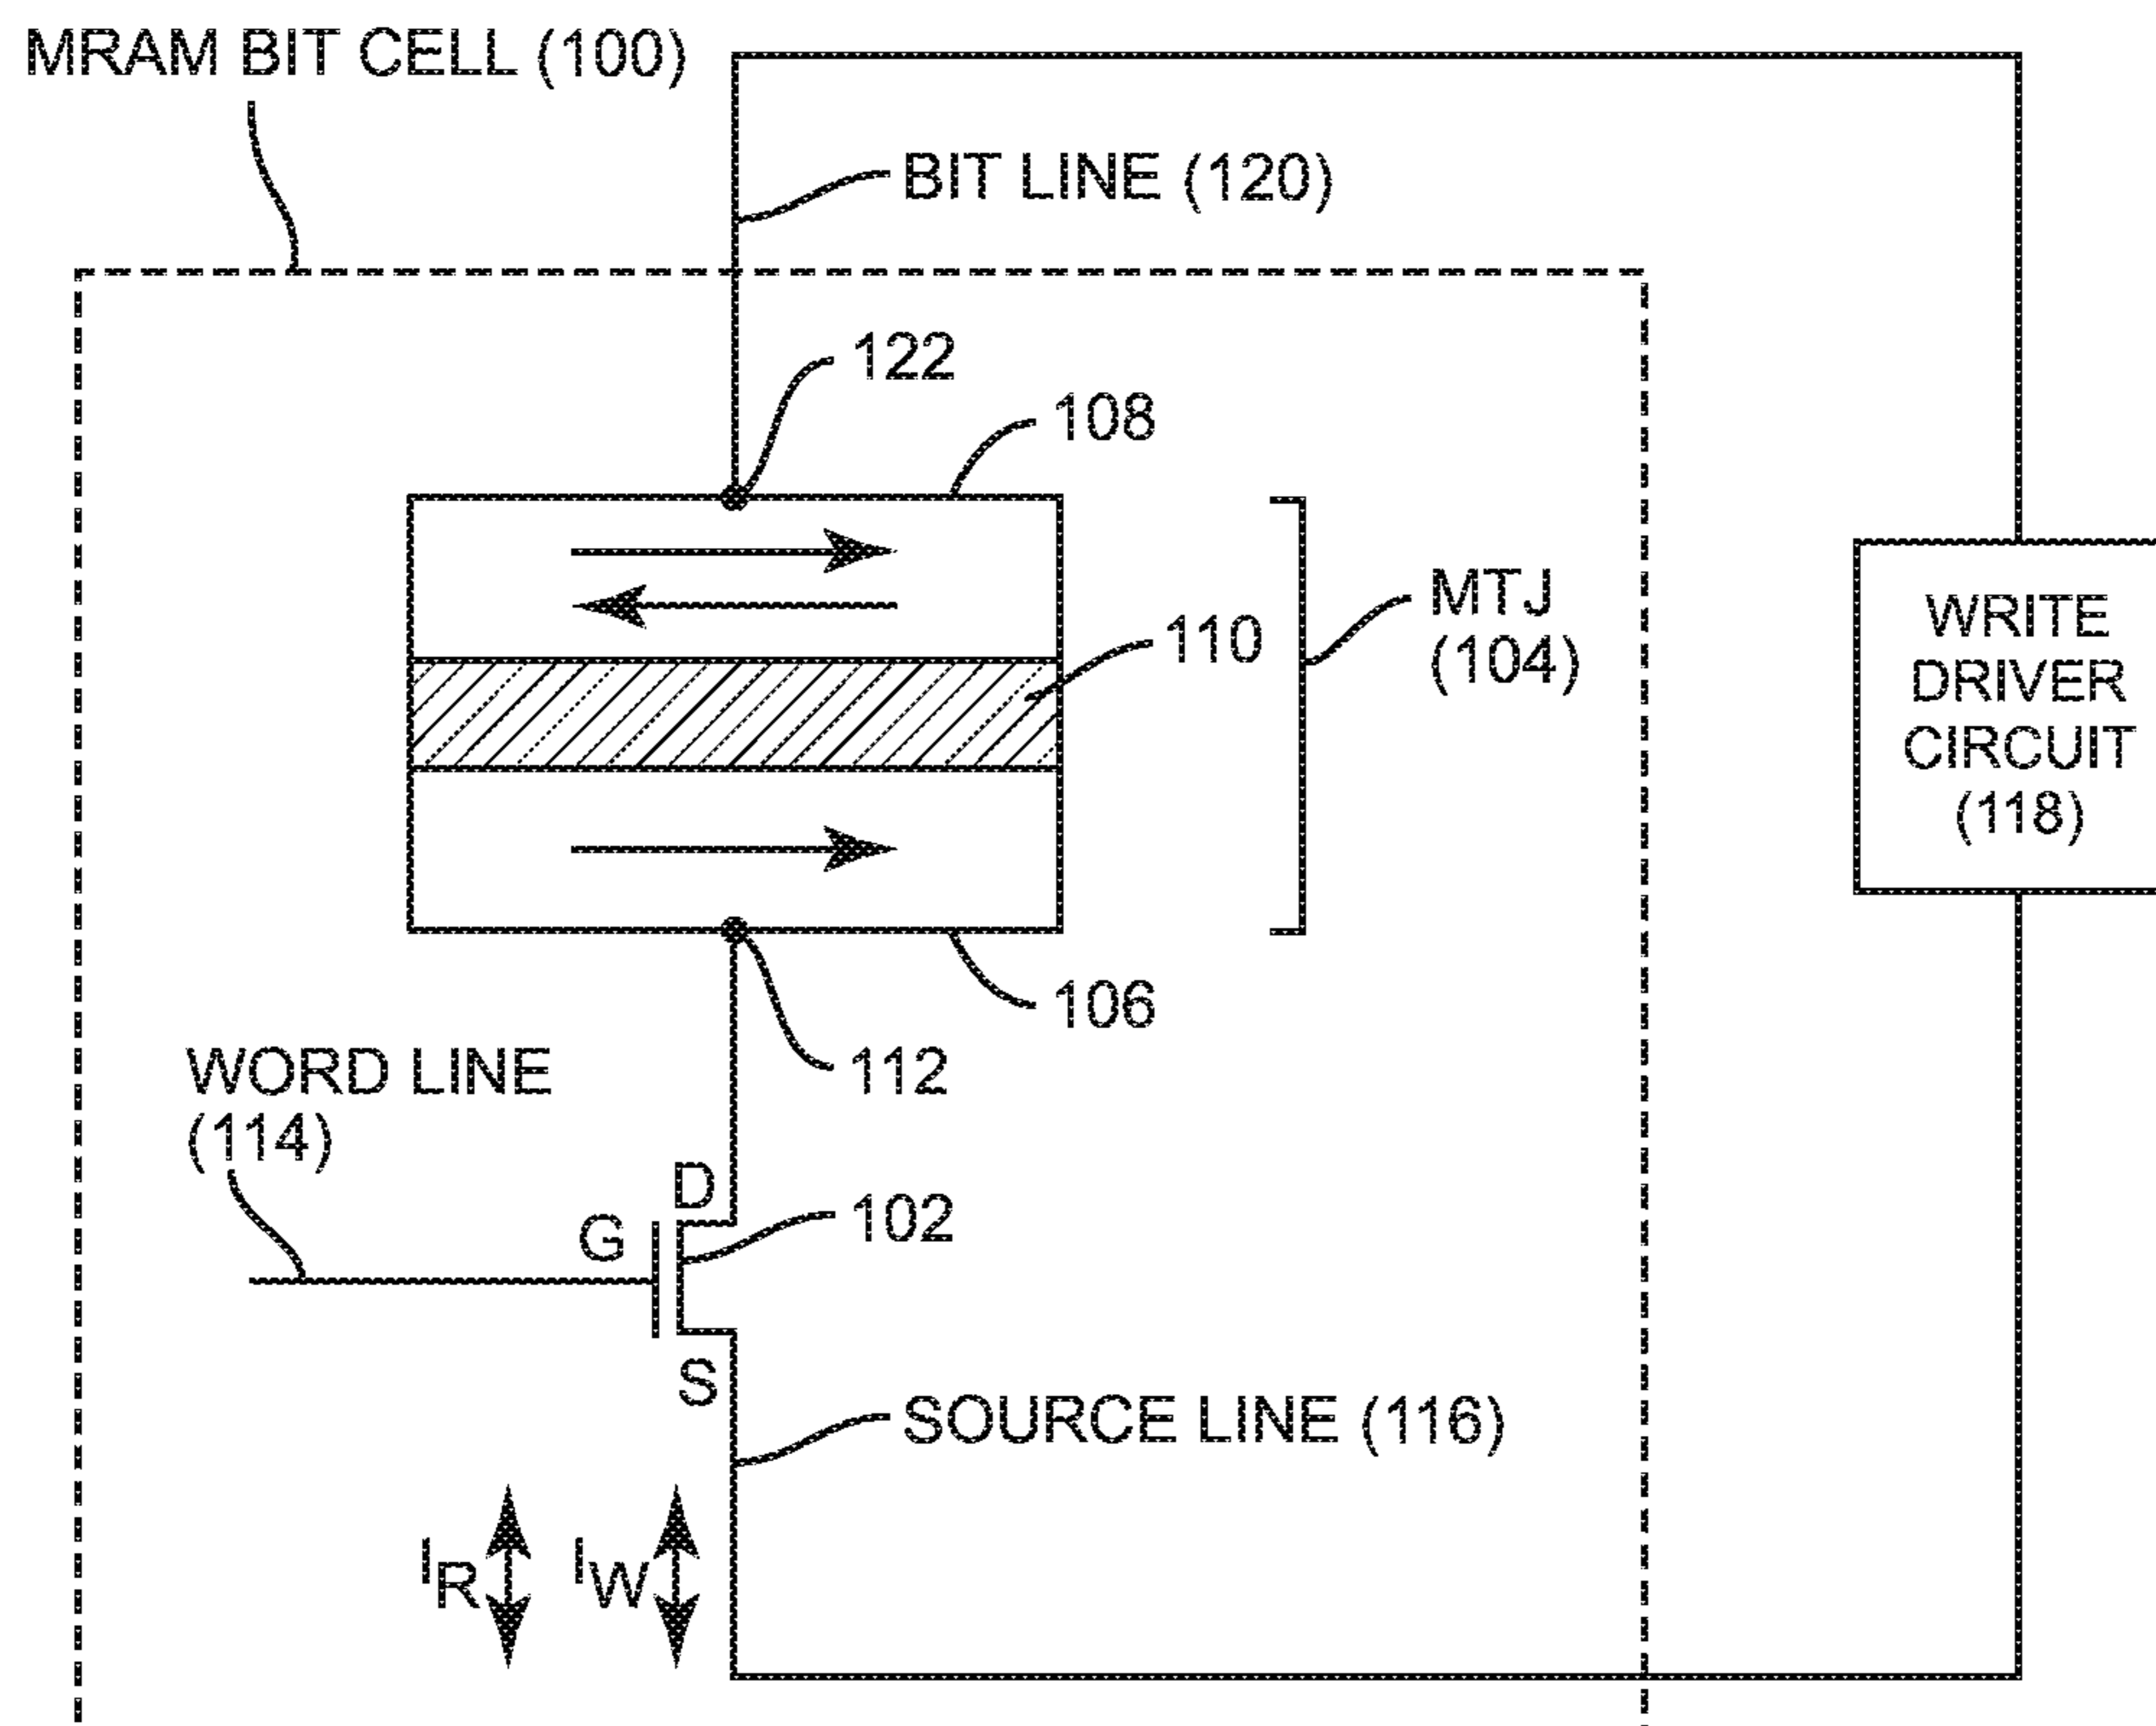 MRAM BIT CELL (100)
BIT LINE (120)
122
108
MTJ
(104)
110
WRITE
DRIVER
CIRCUIT
(118)
106
112
WORD LINE
(114)
D
G
102
S
SOURCE LINE (116)
IR
IW